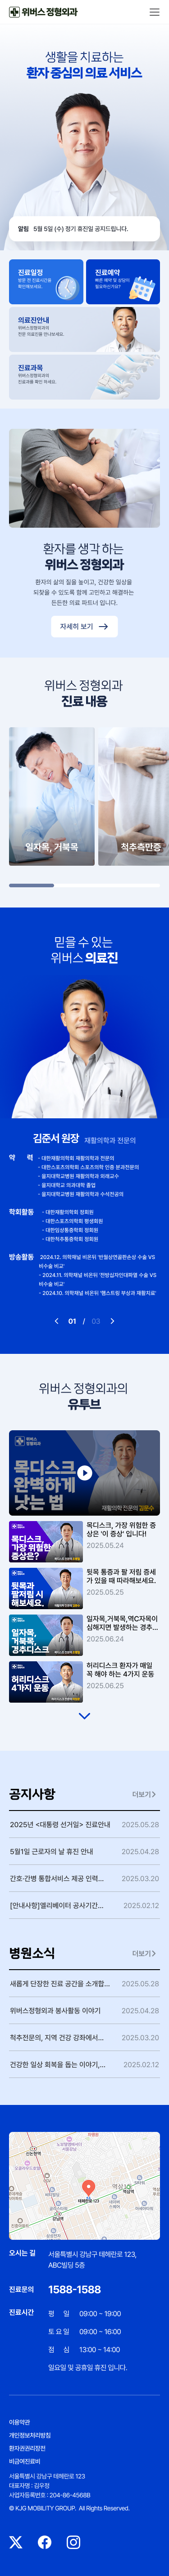 위버스 정형외과
생활을 치료하는
환자 중심의 의료 서비스
알림 5월 5일 (수) 정기 휴진일 공지드립니다.
진료일정
방문 전 진료시간을
확인해보세요.
진료예약
빠른 예약 및 상담이
필요하신가요?
의료진안내
위버스정형외과의
전문 의료진을 만나보세요.
진료과목
위버스정형외과의
진료과를 확인 하세요.
환자를 생각 하는
위버스 정형외과
환자의 삶의 질을 높이고, 건강한 일상을
되찾을 수 있도록 함께 고민하고 해결하는
든든한 의료 파트너 입니다.
자세히 보기
위버스 정형외과
진료 내용
일자목, 거북목
척추측만증
믿을 수 있는
위버스 의료진
김준서 원장 재활의학과 전문의
약 력
- 대한재활의학회 재활의학과 전문의
- 대한스포츠의학회 스포츠의학 인증 분과전문의
- 을지대학교병원 재활의학과 외래교수
- 을지대학교 의과대학 졸업
- 을지대학교병원 재활의학과 수석전공의
학회활동
- 대한재활의학회 정회원
- 대한스포츠의학회 평생회원
- 대한임상통증학회 정회원
- 대한척추통증학회 정회원
방송활동
2024.12. 의학채널 비온뒤 '반월상연골판손상 수술 VS
비수술 비교'
- 2024.11. 의학채널 비온뒤 '전방십자인대파열 수술 VS
비수술 비교'
- 2024.10. 의학채널 비온뒤 '햄스트링 부상과 재활치료'
01 / 03
위버스 정형외과의
유튜브
위버스
정형외과
목디스크
완벽하게
낫는 법
재활의학 전문의 김준수
목디스크,
가장 위험한
증상은?
목디스크, 가장 위험한 증
상은 '이 증상' 입니다!
2025.05.24
뒷목과
팔저림 시
해보세요.
뒷목 통증과 팔 저림 증세
가 있을 때 따라해보세요.
2025.05.25
일자목,
거북목,
경추디스크
일자목,거북목,역C자목이
심해지면 발생하는 경추...
2025.06.24
허리디스크
4가지 운동
허리디스크 환자가 매일
꼭 해야 하는 4가지 운동
2025.06.25
공지사항
더보기
2025년 <대통령 선거일> 진료안내 2025.05.28
5월1일 근로자의 날 휴진 안내 2025.04.28
간호·간병 통합서비스 제공 인력... 2025.03.20
[안내사항]엘리베이터 공사기간... 2025.02.12
병원소식
더보기
새롭게 단장한 진료 공간을 소개합... 2025.05.28
위버스정형외과 봉사활동 이야기 2025.04.28
척추전문의, 지역 건강 강좌에서... 2025.03.20
건강한 일상 회복을 돕는 이야기,... 2025.02.12
오시는 길
서울특별시 강남구 테헤란로 123,
ABC빌딩 5층
진료문의
1588-1588
진료시간
평 일 09:00 ~ 19:00
토 요 일 09:00 ~ 16:00
점 심 13:00 ~ 14:00
일요일 및 공휴일 휴진 입니다.
이용약관
개인정보처리방침
환자권리장전
비급여진료비
서울특별시 강남구 테헤란로 123
대표자명 : 김우정
사업자등록번호 : 204-86-45688
© KJG MOBILITY GROUP. All Rights Reserved.